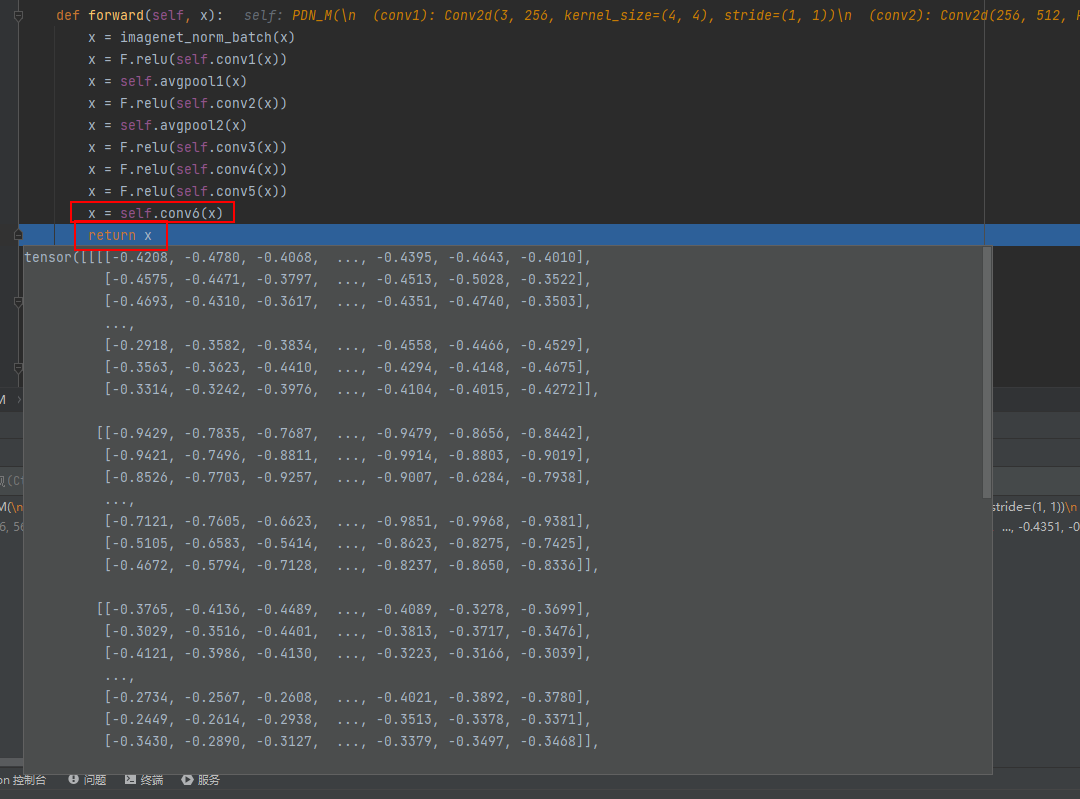 def forward(self, x):   self: PDN_M(\n  (conv1): Conv2d(3, 256, kernel_size=(4, 4), stride=(1, 1))\n  (conv2): Conv2d(256, 512,
x = imagenet_norm_batch(x)
x = F.relu(self.conv1(x))
x = self.avgpool1(x)
x = F.relu(self.conv2(x))
x = self.avgpool2(x)
x = F.relu(self.conv3(x))
x = F.relu(self.conv4(x))
x = F.relu(self.conv5(x))
x = self.conv6(x)
return x
tensor([[[[-0.4208, -0.4780, -0.4068,  ..., -0.4395, -0.4643, -0.4010],
[-0.4575, -0.4471, -0.3797,  ..., -0.4513, -0.5028, -0.3522],
[-0.4693, -0.4310, -0.3617,  ..., -0.4351, -0.4740, -0.3503],
...,
[-0.2918, -0.3582, -0.3834,  ..., -0.4558, -0.4466, -0.4529],
[-0.3563, -0.3623, -0.4410,  ..., -0.4294, -0.4148, -0.4675],
[-0.3314, -0.3242, -0.3976,  ..., -0.4104, -0.4015, -0.4272]],
[[-0.9429, -0.7835, -0.7687,  ..., -0.9479, -0.8656, -0.8442],
[-0.9421, -0.7496, -0.8811,  ..., -0.9914, -0.8803, -0.9019],
[-0.8526, -0.7703, -0.9257,  ..., -0.9007, -0.6284, -0.7938],
...,
[-0.7121, -0.7605, -0.6623,  ..., -0.9851, -0.9968, -0.9381],
[-0.5105, -0.6583, -0.5414,  ..., -0.8623, -0.8275, -0.7425],
[-0.4672, -0.5794, -0.7128,  ..., -0.8237, -0.8650, -0.8336]],
[[-0.3765, -0.4136, -0.4489,  ..., -0.4089, -0.3278, -0.3699],
[-0.3029, -0.3516, -0.4401,  ..., -0.3813, -0.3717, -0.3476],
[-0.4121, -0.3986, -0.4130,  ..., -0.3223, -0.3166, -0.3039],
...,
[-0.2734, -0.2567, -0.2608,  ..., -0.4021, -0.3892, -0.3780],
[-0.2449, -0.2614, -0.2938,  ..., -0.3513, -0.3378, -0.3371],
[-0.3430, -0.2890, -0.3127,  ..., -0.3379, -0.3497, -0.3468]],
M
M(\n
stride=(1, 1))\n
6, 56
..., -0.4351, -0
on 控制台 问题 终端 服务